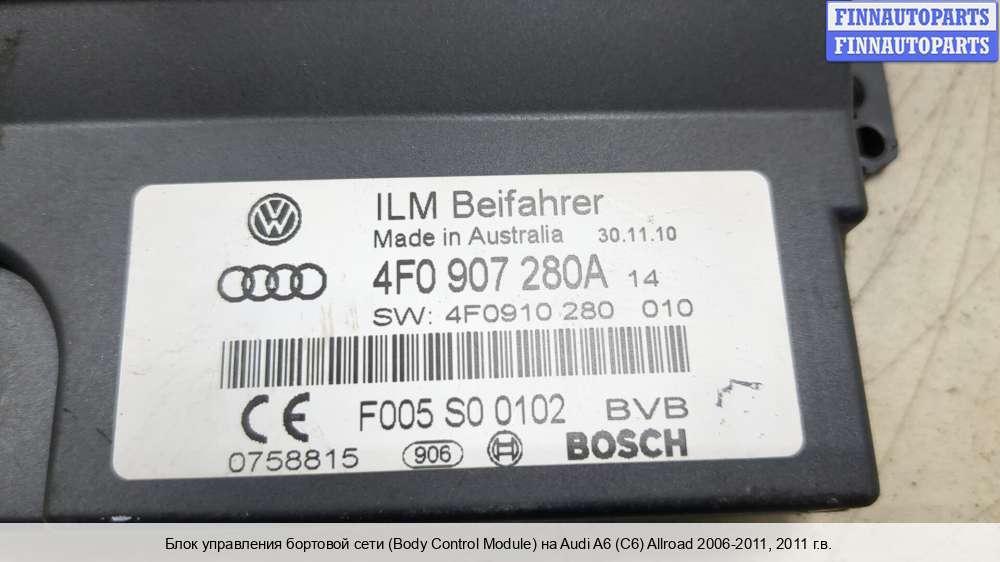 FINNAUTOPARTS
FINNAUTOPARTS
ILM Beifahrer
Made in Australia 30.11.10
4F0 907 280A 14
SW: 4F0910 280 010
F005 S0 0102 BVB
0758815 906 BOSCH
Блок управления бортовой сети (Body Control Module) на Audi A6 (C6) Allroad 2006-2011, 2011 г.в.